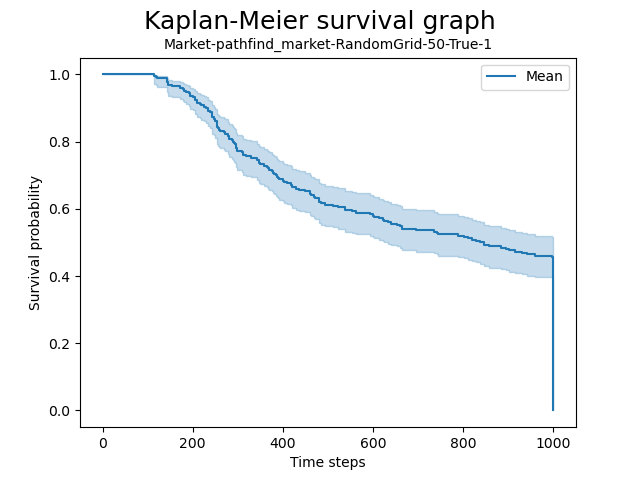 Kaplan-Meier survival graph
Market-pathfind_market-RandomGrid-50-True-1
Mean
1.0
0.8
0.6
0.4
0.2
0.0
Survival probability
0 200 400 600 800 1000
Time steps